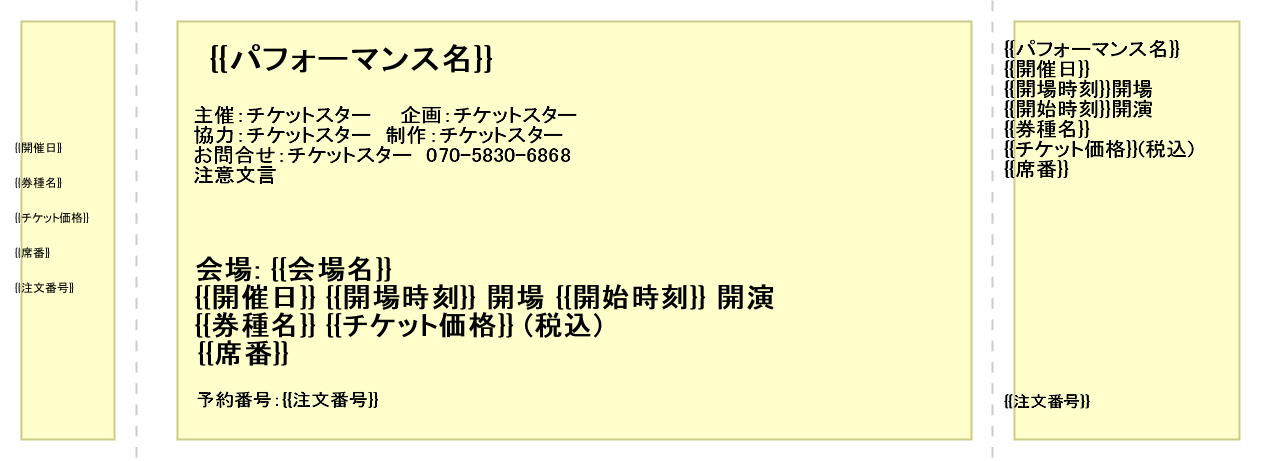 {{開催日}}
{{券種名}}
{{チケット価格}}
{{席番}}
{{注文番号}}
{{パフォーマンス名}}
主催：チケットスター　 企画：チケットスター
協力：チケットスター　制作：チケットスター
お問合せ：チケットスター　070-5830-6868
注意文言
会場: {{会場名}}
{{開催日}} {{開場時刻}} 開場 {{開始時刻}} 開演
{{券種名}} {{チケット価格}} （税込）
{{席番}}
予約番号：{{注文番号}}
{{パフォーマンス名}}
{{開催日}}
{{開場時刻}}開場
{{開始時刻}}開演
{{券種名}}
{{チケット価格}}（税込）
{{席番}}
{{注文番号}}